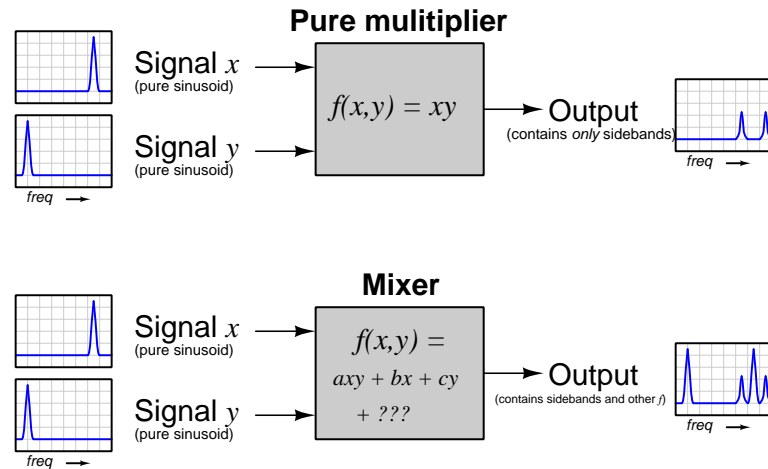 Pure mulitiplier
Signal x
(pure sinusoid)
f(x,y) = xy
Output
(contains only sidebands)
Signal y
(pure sinusoid)
freq
freq
Mixer
Signal x
(pure sinusoid)
f(x,y) =
axy + bx + cy
+ ???
Output
(contains sidebands and other f)
Signal y
(pure sinusoid)
freq
freq